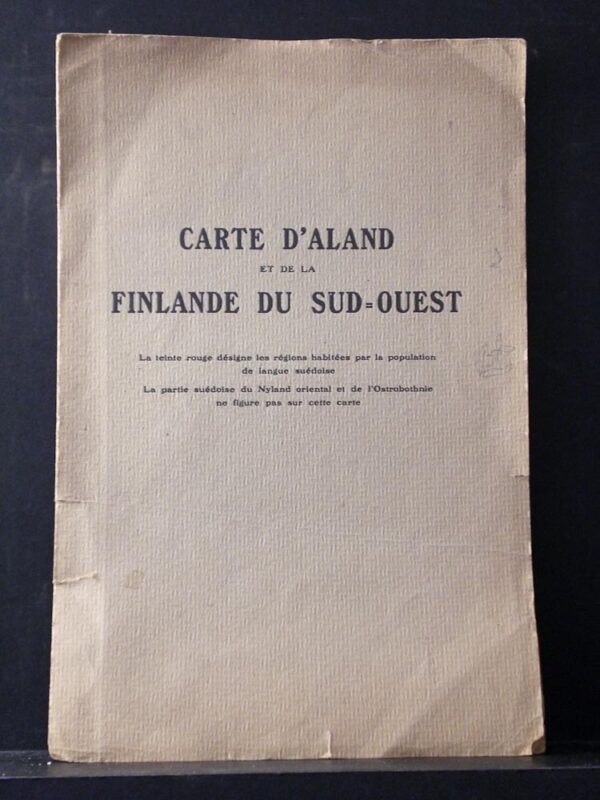 CARTE D'ALAND
ET DE LA
FINLANDE DU SUD=OUEST
La teinte rouge désigne les régions habitées par la population
de langue suédoise
La partie suédoise du Nyland oriental et de l'Ostrobothnie
ne figure pas sur cette carte